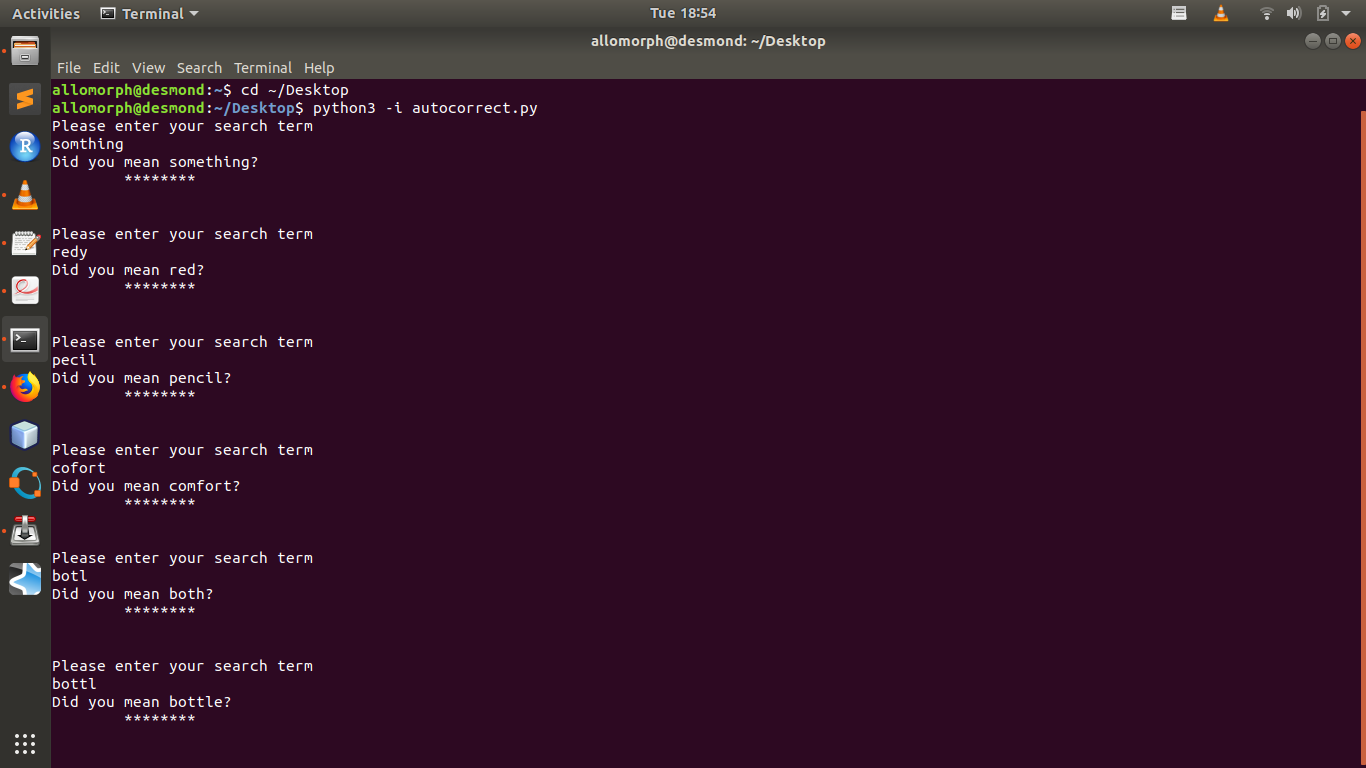 Activities Terminal Tue 18:54
allomorph@desmond: ~/Desktop
File Edit View Search Terminal Help
allomorph@desmond:~$ cd ~/Desktop
allomorph@desmond:~/Desktop$ python3 -i autocorrect.py
Please enter your search term
somthing
Did you mean something?
********
Please enter your search term
redy
Did you mean red?
********
Please enter your search term
pecil
Did you mean pencil?
********
Please enter your search term
cofort
Did you mean comfort?
********
Please enter your search term
botl
Did you mean both?
********
Please enter your search term
bottl
Did you mean bottle?
********
R